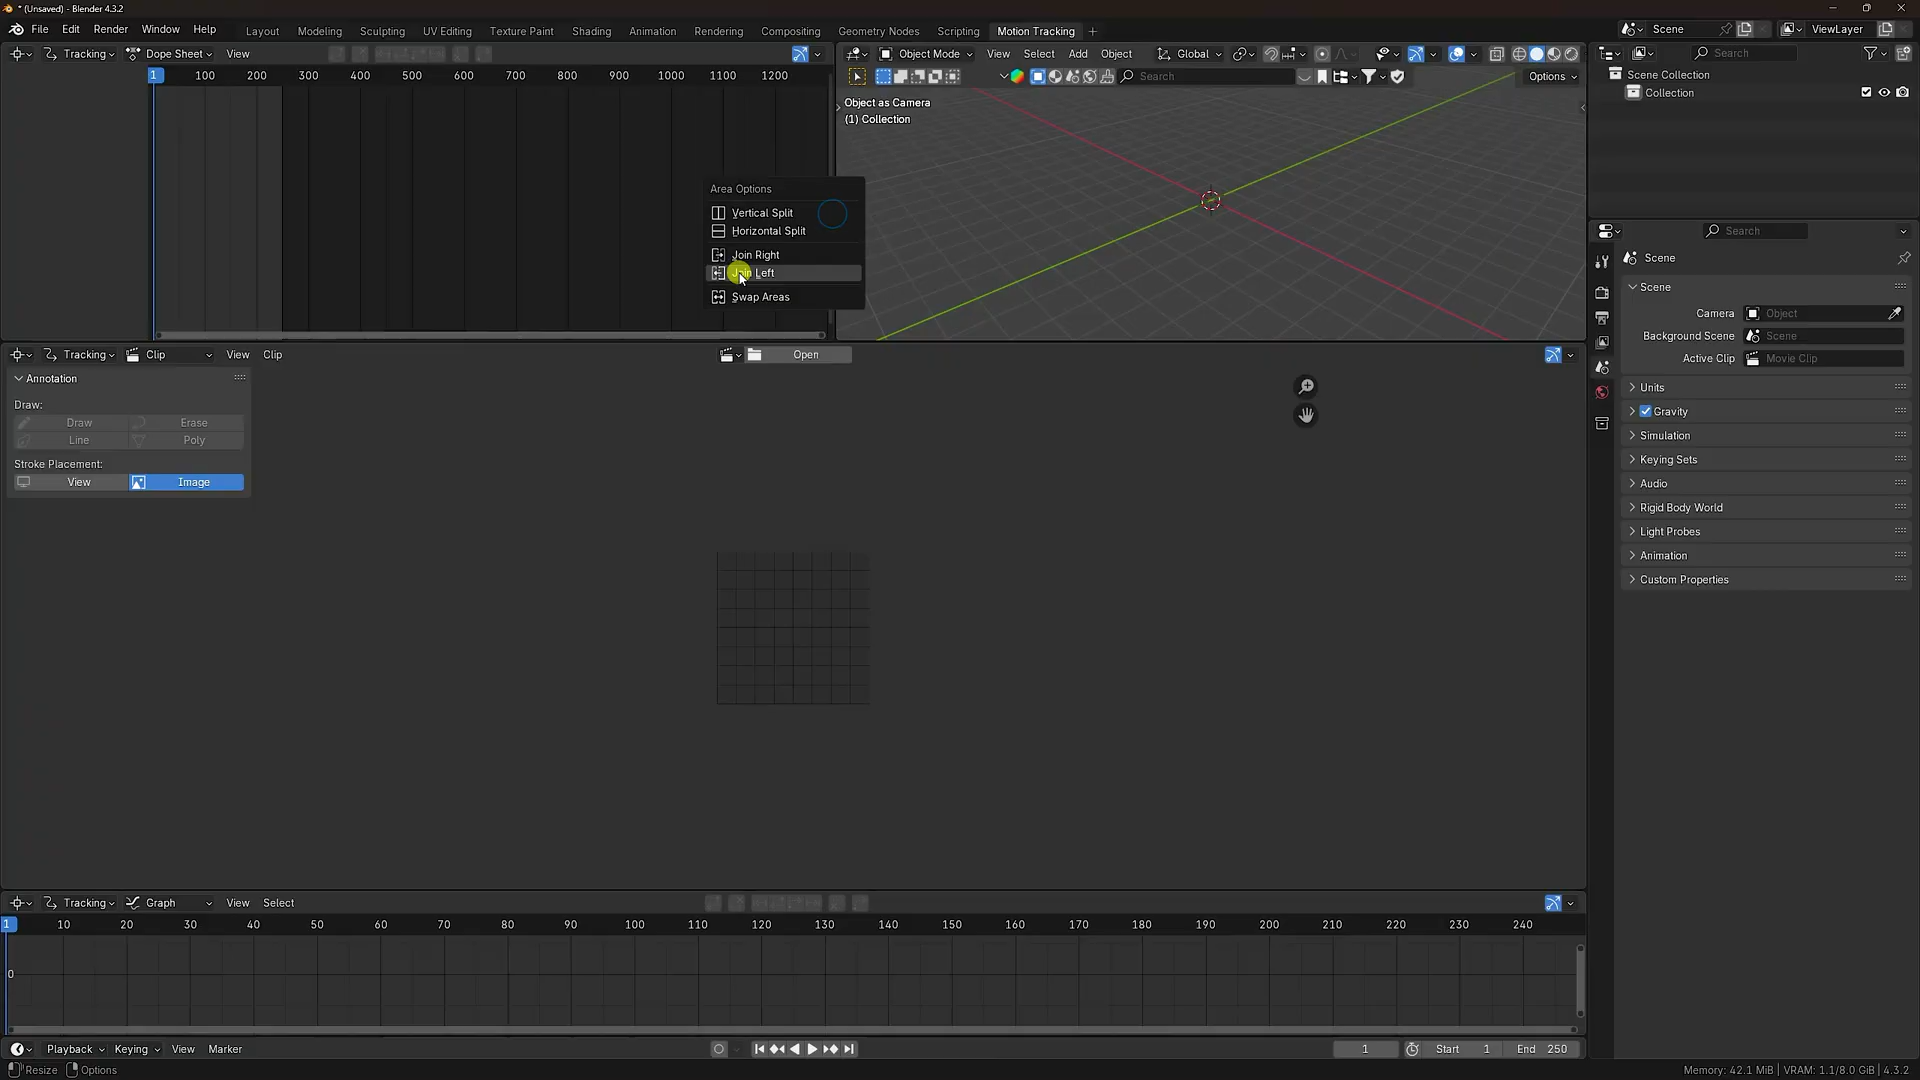 * (Unsaved) - Blender 4.3.2
File Edit Render Window Help
Layout Modeling Sculpting UV Editing Texture Paint Shading Animation Rendering Compositing Geometry Nodes Scripting Motion Tracking +
Scene ViewLayer
Tracking Dope Sheet View
1 100 200 300 400 500 600 700 800 900 1000 1100 1200
Object Mode View Select Add Object Global
Search Options
Object as Camera
(1) Collection
Area Options
Vertical Split
Horizontal Split
Join Right
Join Left
Swap Areas
Search
Scene Collection
Collection
Search
Scene
Scene
Camera Object
Background Scene Scene
Active Clip Movie Clip
Units
Gravity
Simulation
Keying Sets
Audio
Rigid Body World
Light Probes
Animation
Custom Properties
Tracking Clip View Clip Open
Annotation
Draw:
Draw Erase
Line Poly
Stroke Placement:
View Image
Tracking Graph View Select
1 10 20 30 40 50 60 70 80 90 100 110 120 130 140 150 160 170 180 190 200 210 220 230 240
0
Playback Keying View Marker 1 Start 1 End 250
Resize Options
Memory: 42.1 MiB | VRAM: 1.1/8.0 GiB | 4.3.2